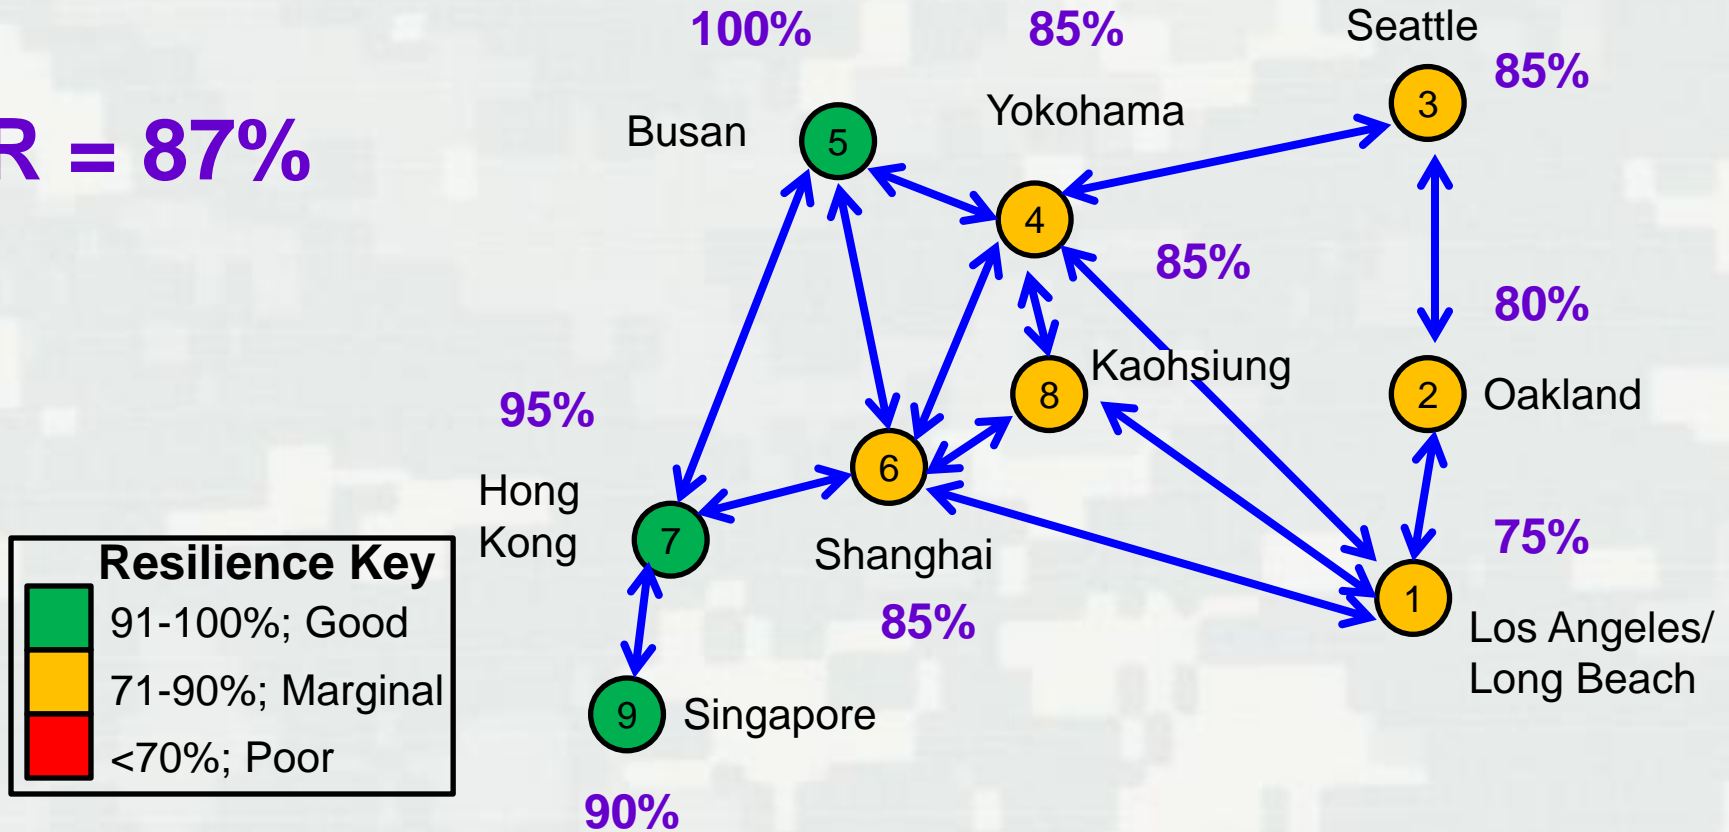 100%
85%
Seattle
85%
R = 87%
Busan
5
Yokohama
3
4
85%
80%
Kaohsiung
8
2
Oakland
95%
6
Hong
Kong
7
Shanghai
75%
85%
1
Los Angeles/
Long Beach
Resilience Key
91-100%; Good
71-90%; Marginal
<70%; Poor
9
Singapore
90%